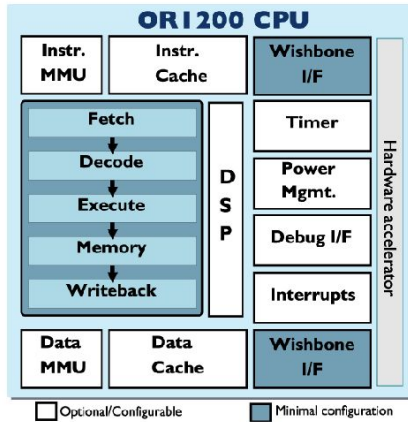 OR1200 CPU
Instr.
MMU
Instr.
Cache
Wishbone
I/F
Fetch
Decode
Execute
Memory
Writeback
D
S
P
Timer
Power
Mgmt.
Debug I/F
Interrupts
Hardware accelerator
Data
MMU
Data
Cache
Wishbone
I/F
Optional/Configurable
Minimal configuration